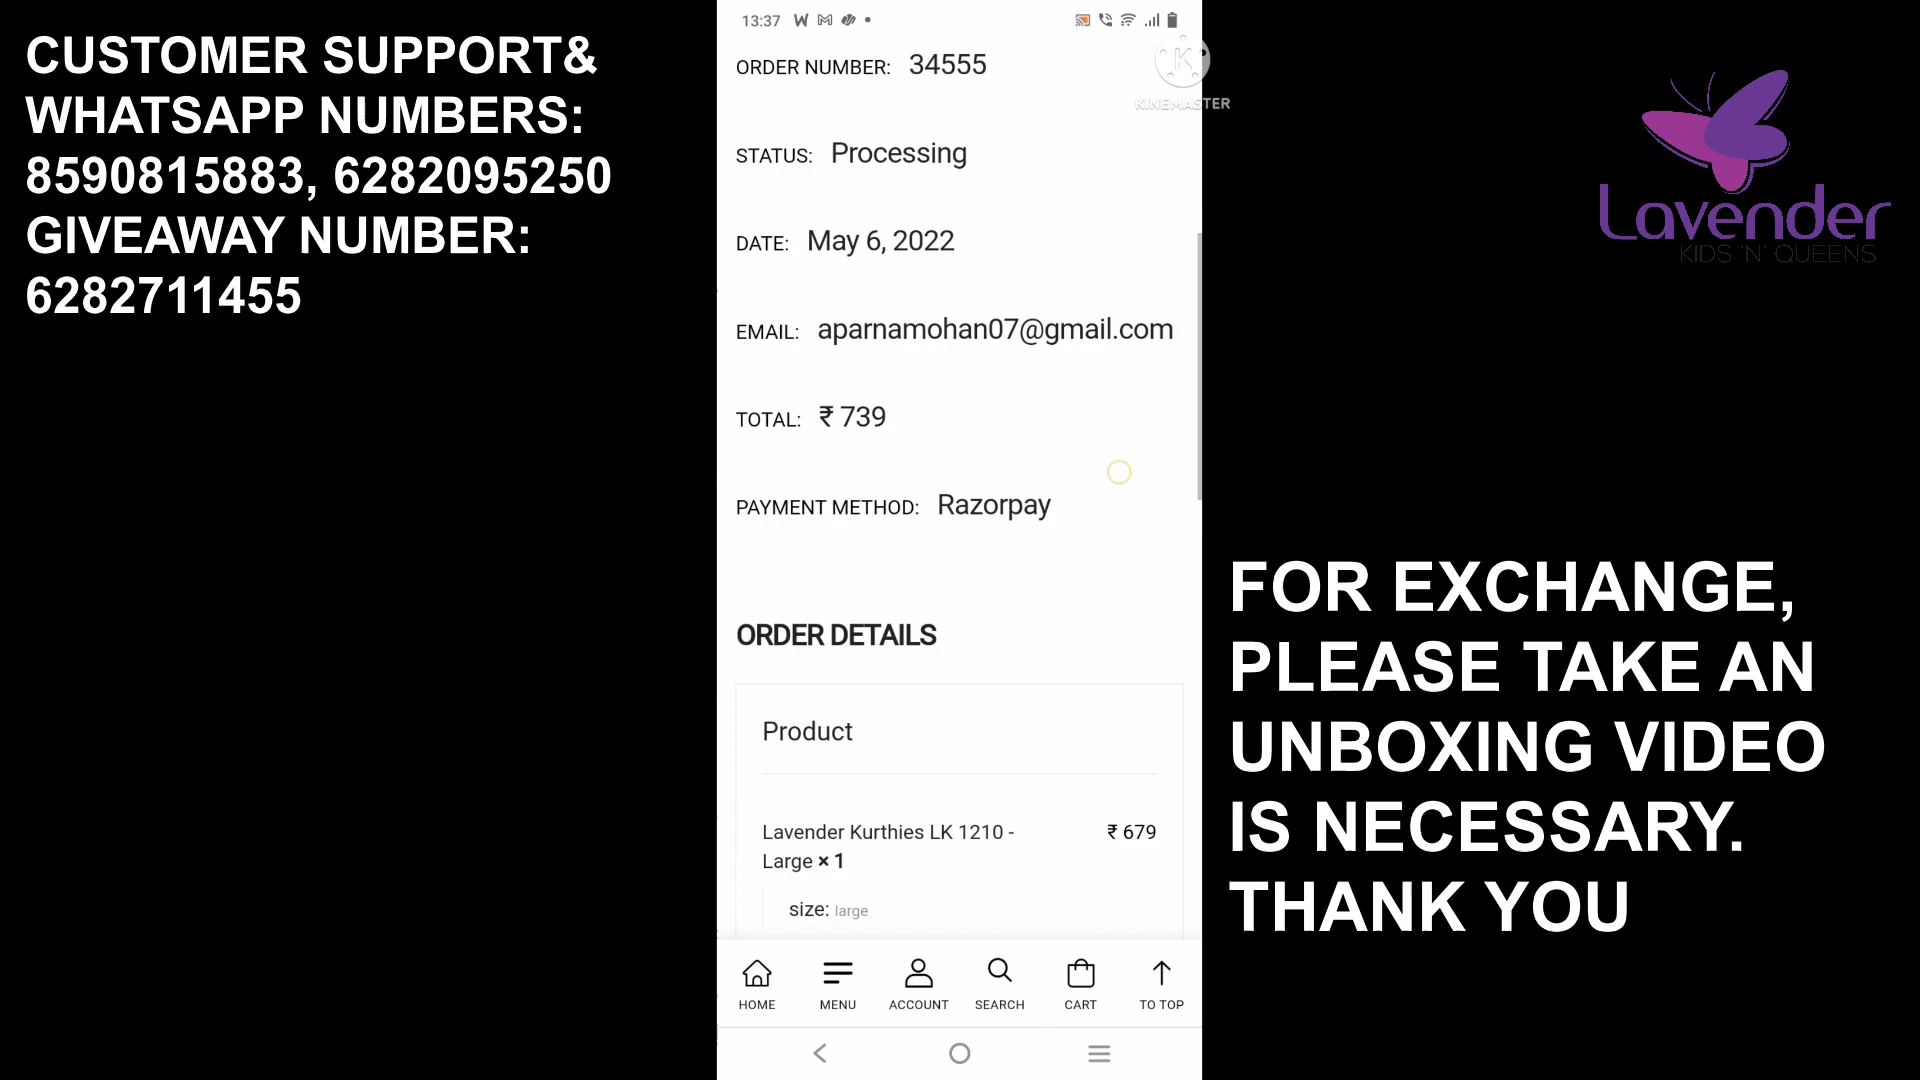 CUSTOMER SUPPORT&
WHATSAPP NUMBERS:
8590815883, 6282095250
GIVEAWAY NUMBER:
6282711455
13:37
ORDER NUMBER: 34555
K
KINEMASTER
STATUS: Processing
DATE: May 6, 2022
EMAIL: aparnamohan07@gmail.com
TOTAL: ₹ 739
PAYMENT METHOD: Razorpay
ORDER DETAILS
Product
Lavender Kurthies LK 1210 - ₹ 679
Large × 1
size: large
HOME MENU ACCOUNT SEARCH CART TO TOP
Lavender
KIDS 'N' QUEENS
FOR EXCHANGE,
PLEASE TAKE AN
UNBOXING VIDEO
IS NECESSARY.
THANK YOU